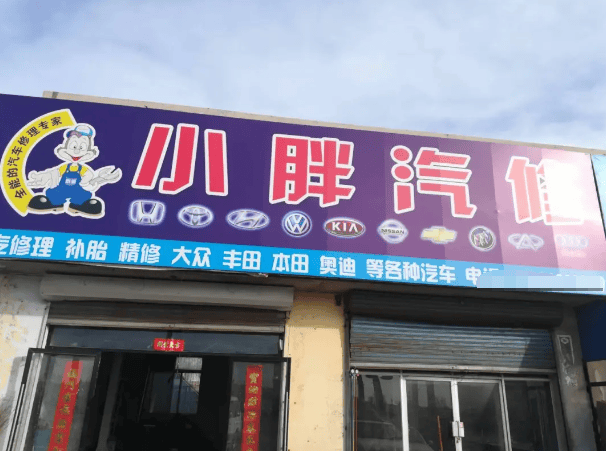 全能的汽车修理专家
小胖汽修
修理 补胎 精修 大众 丰田 本田 奥迪 等各种汽车
KIA
NISSAN